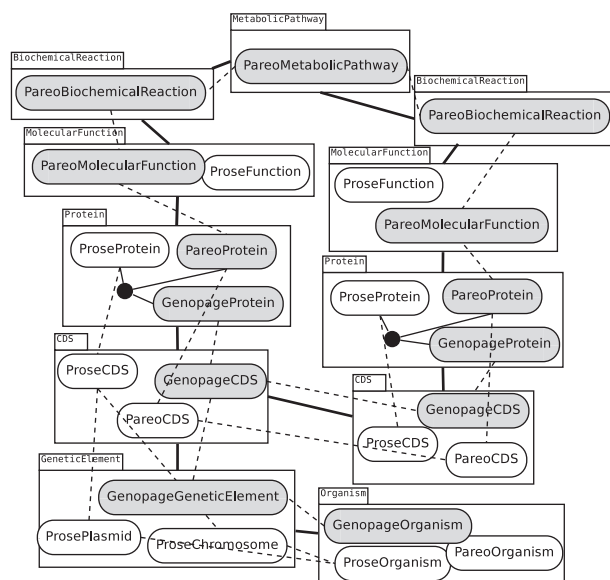 MetabolicPathway
PareoMetabolicPathway
BiochemicalReaction
PareoBiochemicalReaction
BiochemicalReaction
PareoBiochemicalReaction
MolecularFunction
PareoMolecularFunction
ProseFunction
MolecularFunction
ProseFunction
PareoMolecularFunction
Protein
ProseProtein
PareoProtein
GenopageProtein
Protein
ProseProtein
PareoProtein
GenopageProtein
CDS
ProseCDS
GenopageCDS
PareoCDS
CDS
GenopageCDS
ProseCDS
PareoCDS
GeneticElement
GenopageGeneticElement
ProsePlasmid
ProseChromosome
Organism
GenopageOrganism
ProseOrganism
PareoOrganism